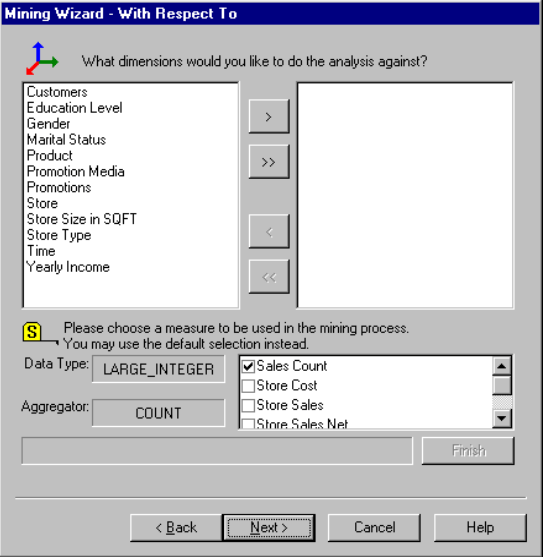 Mining Wizard - With Respect To
What dimensions would you like to do the analysis against?
Customers
Education Level
Gender
Marital Status
Product
Promotion Media
Promotions
Store
Store Size in SQFT
Store Type
Time
Yearly Income
>
>>
<
<<
S
Please choose a measure to be used in the mining process.
You may use the default selection instead.
Data Type: LARGE_INTEGER
Aggregator: COUNT
Sales Count
Store Cost
Store Sales
Store Sales Net
Finish
< Back Next > Cancel Help